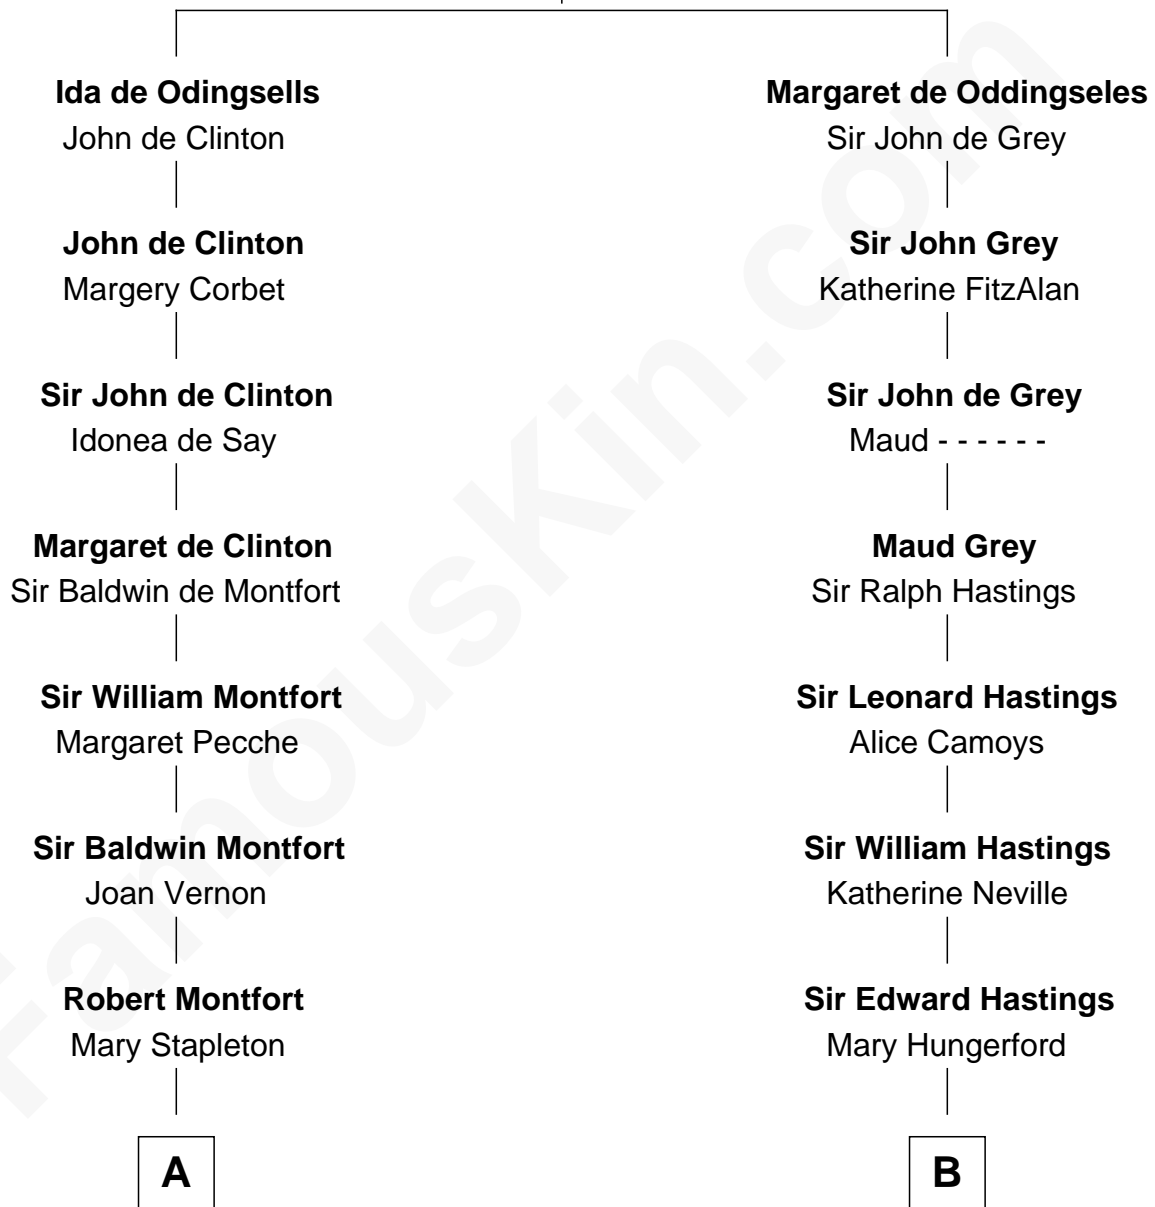 Ida de Odingsells
John de Clinton
John de Clinton
Margery Corbet
Sir John de Clinton
Idonea de Say
Margaret de Clinton
Sir Baldwin de Montfort
Sir William Montfort
Margaret Pecche
Sir Baldwin Montfort
Joan Vernon
Robert Montfort
Mary Stapleton
A
Margaret de Oddingseles
Sir John de Grey
Sir John Grey
Katherine FitzAlan
Sir John de Grey
Maud - - - - - -
Maud Grey
Sir Ralph Hastings
Sir Leonard Hastings
Alice Camoys
Sir William Hastings
Katherine Neville
Sir Edward Hastings
Mary Hungerford
B
FamousKin.com